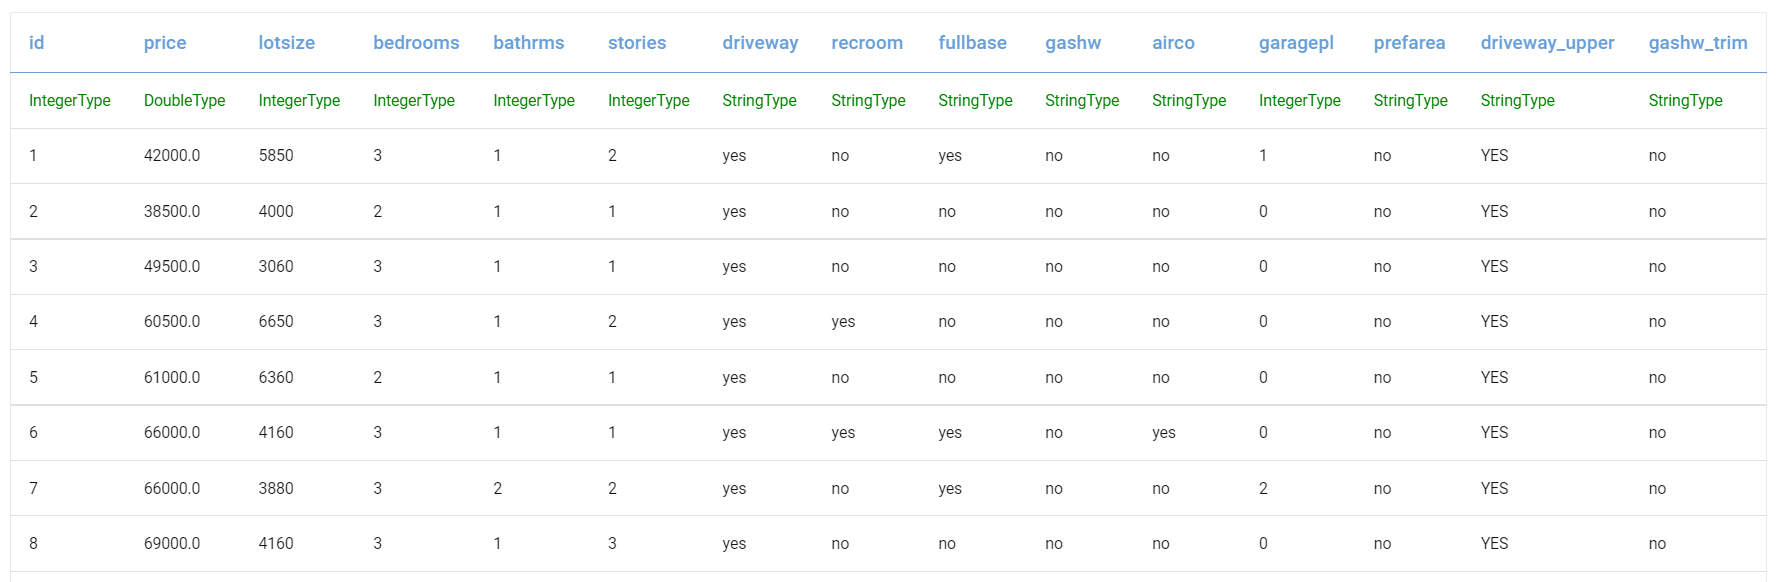 id price lotsize bedrooms bathrms stories driveway recroom fullbase gashw airco garagepl prefarea driveway_upper gashw_trim
IntegerType DoubleType IntegerType IntegerType IntegerType IntegerType StringType StringType StringType StringType StringType IntegerType StringType StringType StringType
1 42000.0 5850 3 1 2 yes no yes no no 1 no YES no
2 38500.0 4000 2 1 1 yes no no no no 0 no YES no
3 49500.0 3060 3 1 1 yes no no no no 0 no YES no
4 60500.0 6650 3 1 2 yes yes no no no 0 no YES no
5 61000.0 6360 2 1 1 yes no no no no 0 no YES no
6 66000.0 4160 3 1 1 yes yes yes no yes 0 no YES no
7 66000.0 3880 3 2 2 yes no yes no no 2 no YES no
8 69000.0 4160 3 1 3 yes no no no no 0 no YES no